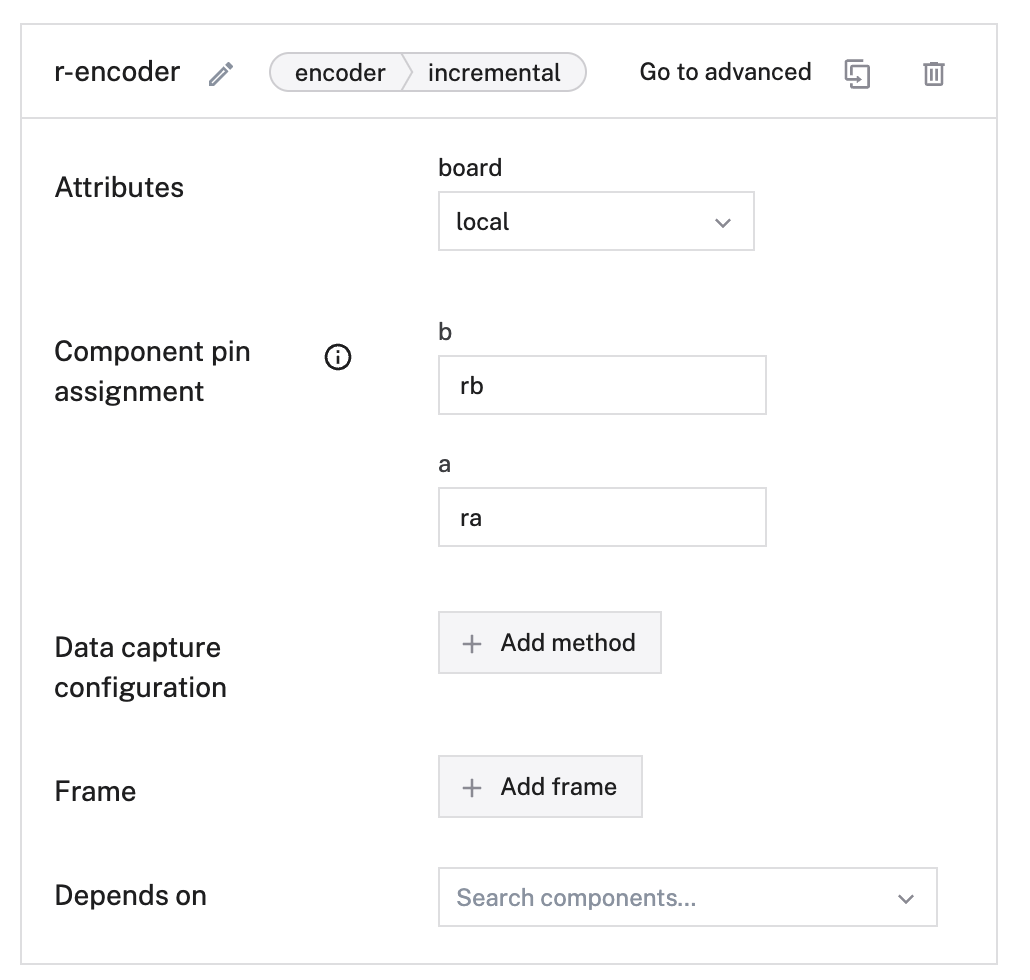 r-encoder encoder incremental Go to advanced
Attributes
board
local
Component pin
assignment
b
rb
a
ra
Data capture
configuration
+ Add method
Frame
+ Add frame
Depends on
Search components...